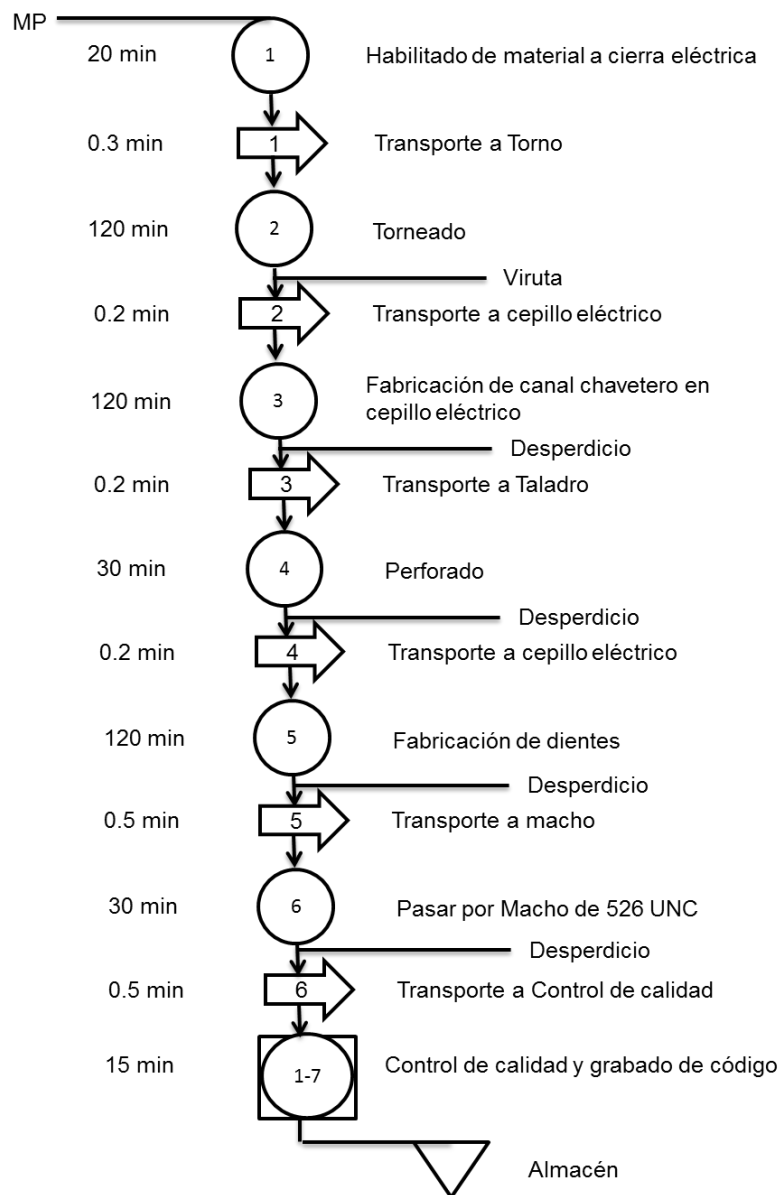 MP
20 min
1
Habilitado de material a cierra eléctrica
0.3 min
1
Transporte a Torno
120 min
2
Torneado
Viruta
0.2 min
2
Transporte a cepillo eléctrico
120 min
3
Fabricación de canal chavetero en
cepillo eléctrico
Desperdicio
0.2 min
3
Transporte a Taladro
30 min
4
Perforado
Desperdicio
0.2 min
4
Transporte a cepillo eléctrico
120 min
5
Fabricación de dientes
Desperdicio
0.5 min
5
Transporte a macho
30 min
6
Pasar por Macho de 526 UNC
Desperdicio
0.5 min
6
Transporte a Control de calidad
15 min
1-7
Control de calidad y grabado de código
Almacén